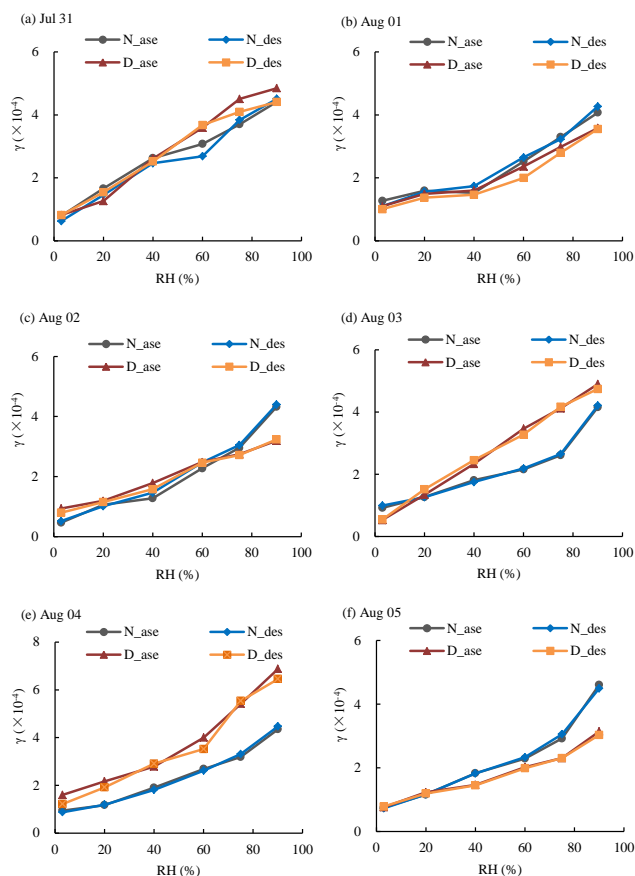 (a) Jul 31
N_ase N_des
D_ase D_des
6
4
2
0
γ (×10⁻⁴)
0 20 40 60 80 100
RH (%)
(b) Aug 01
N_ase N_des
D_ase D_des
6
4
2
0
γ (×10⁻⁴)
0 20 40 60 80 100
RH (%)
(c) Aug 02
N_ase N_des
D_ase D_des
6
4
2
0
γ (×10⁻⁴)
0 20 40 60 80 100
RH (%)
(d) Aug 03
N_ase N_des
D_ase D_des
6
4
2
0
γ (×10⁻⁴)
0 20 40 60 80 100
RH (%)
(e) Aug 04
N_ase N_des
D_ase D_des
8
6
4
2
0
γ (×10⁻⁴)
0 20 40 60 80 100
RH (%)
(f) Aug 05
N_ase N_des
D_ase D_des
6
4
2
0
γ (×10⁻⁴)
0 20 40 60 80 100
RH (%)